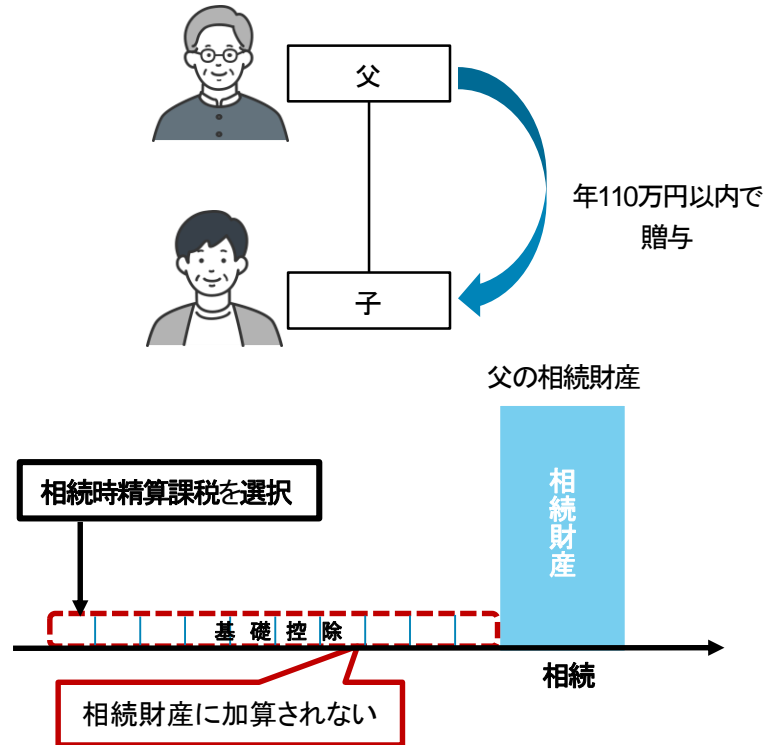 父
年110万円以内で
贈与
子
父の相続財産
相続時精算課税を選択
相続財産
基礎控除
相続
相続財産に加算されない